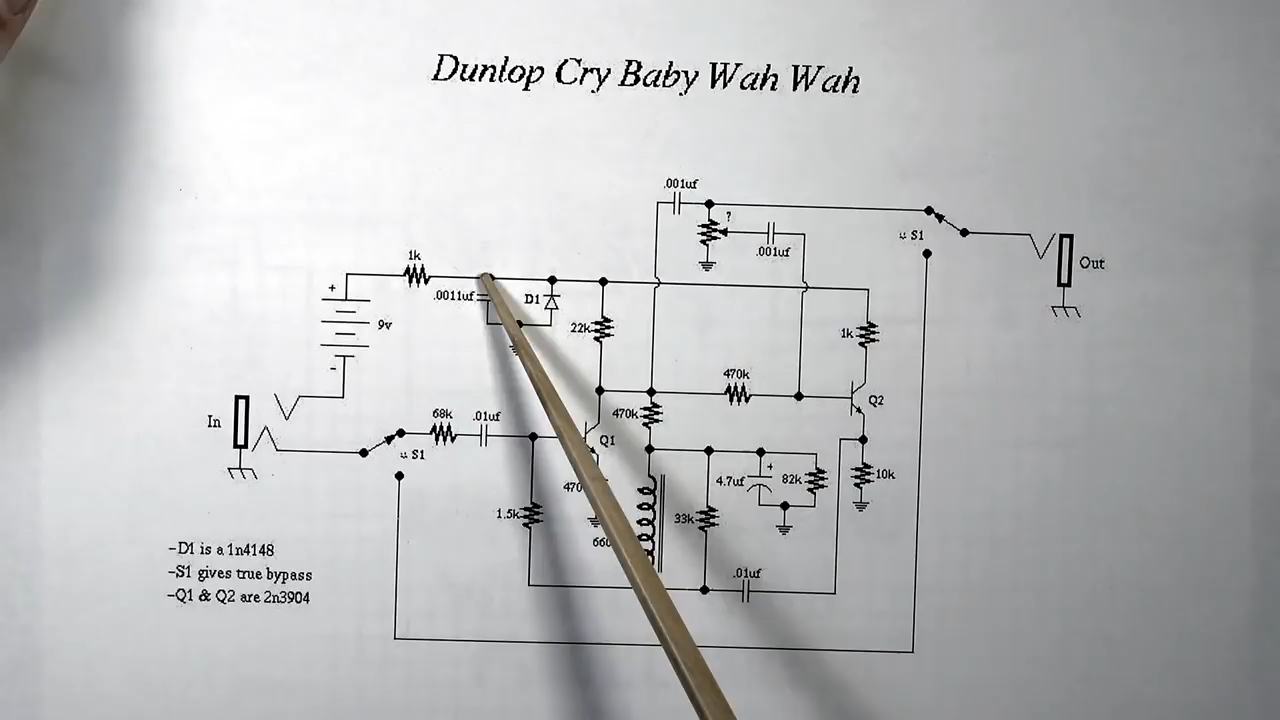 Dunlop Cry Baby Wah Wah
.001uf
?
.001uf
S1
Out
1k
+
.0011uf
D1
9v
22k
1k
-
470k
Q2
In
68k
.01uf
470k
Q1
S1
+
4.7uf
82k
10k
470
1.5k
33k
660
.01uf
-D1 is a 1n4148
-S1 gives true bypass
-Q1 & Q2 are 2n3904